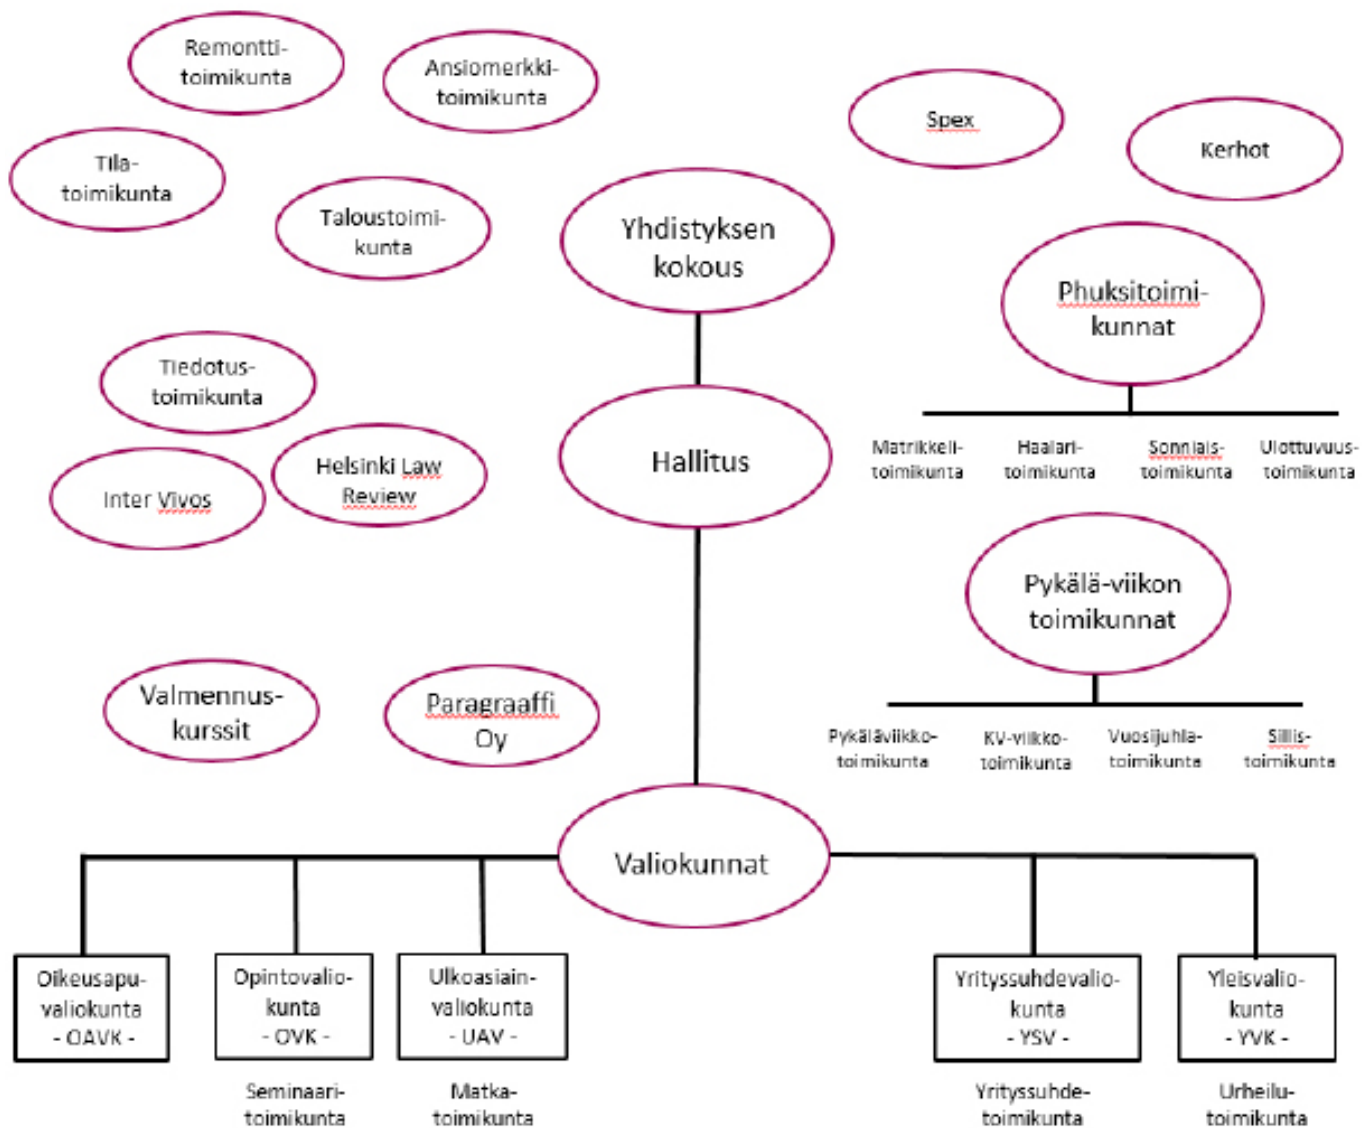 Remontti-
toimikunta
Ansiomerkki-
toimikunta
Spex
Kerhot
Tila-
toimikunta
Taloustoimi-
kunta
Yhdistyksen
kokous
Phuksitoimi-
kunnat
Tiedotus-
toimikunta
Hallitus
Matrikkeli-
toimikunta
Haalari-
toimikunta
Sonniais-
toimikunta
Ulottuvuus-
toimikunta
Inter Vivos
Helsinki Law
Review
Pykälä-viikon
toimikunnat
Valmennus-
kurssit
Paragraaffi
Oy
Pykäläviikko-
toimikunta
KV-viikko-
toimikunta
Vuosijuhla-
toimikunta
Sillis-
toimikunta
Valiokunnat
Oikeusapu-
valiokunta
- OAVK -
Opintovalio-
kunta
- OVK -
Ulkoasiain-
valiokunta
- UAV -
Yrityssuhdevalio-
kunta
- YSV -
Yleisvalio-
kunta
- YVK -
Seminaari-
toimikunta
Matka-
toimikunta
Yrityssuhde-
toimikunta
Urheilu-
toimikunta